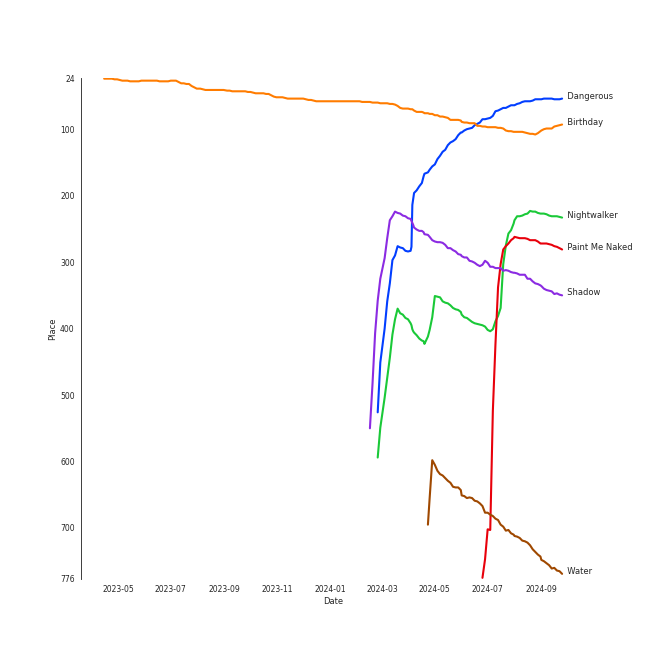 24
100
200
300
400
500
600
700
776
Place
Dangerous
Birthday
Nightwalker
Paint Me Naked
Shadow
Water
2023-05 2023-07 2023-09 2023-11 2024-01 2024-03 2024-05 2024-07 2024-09
Date